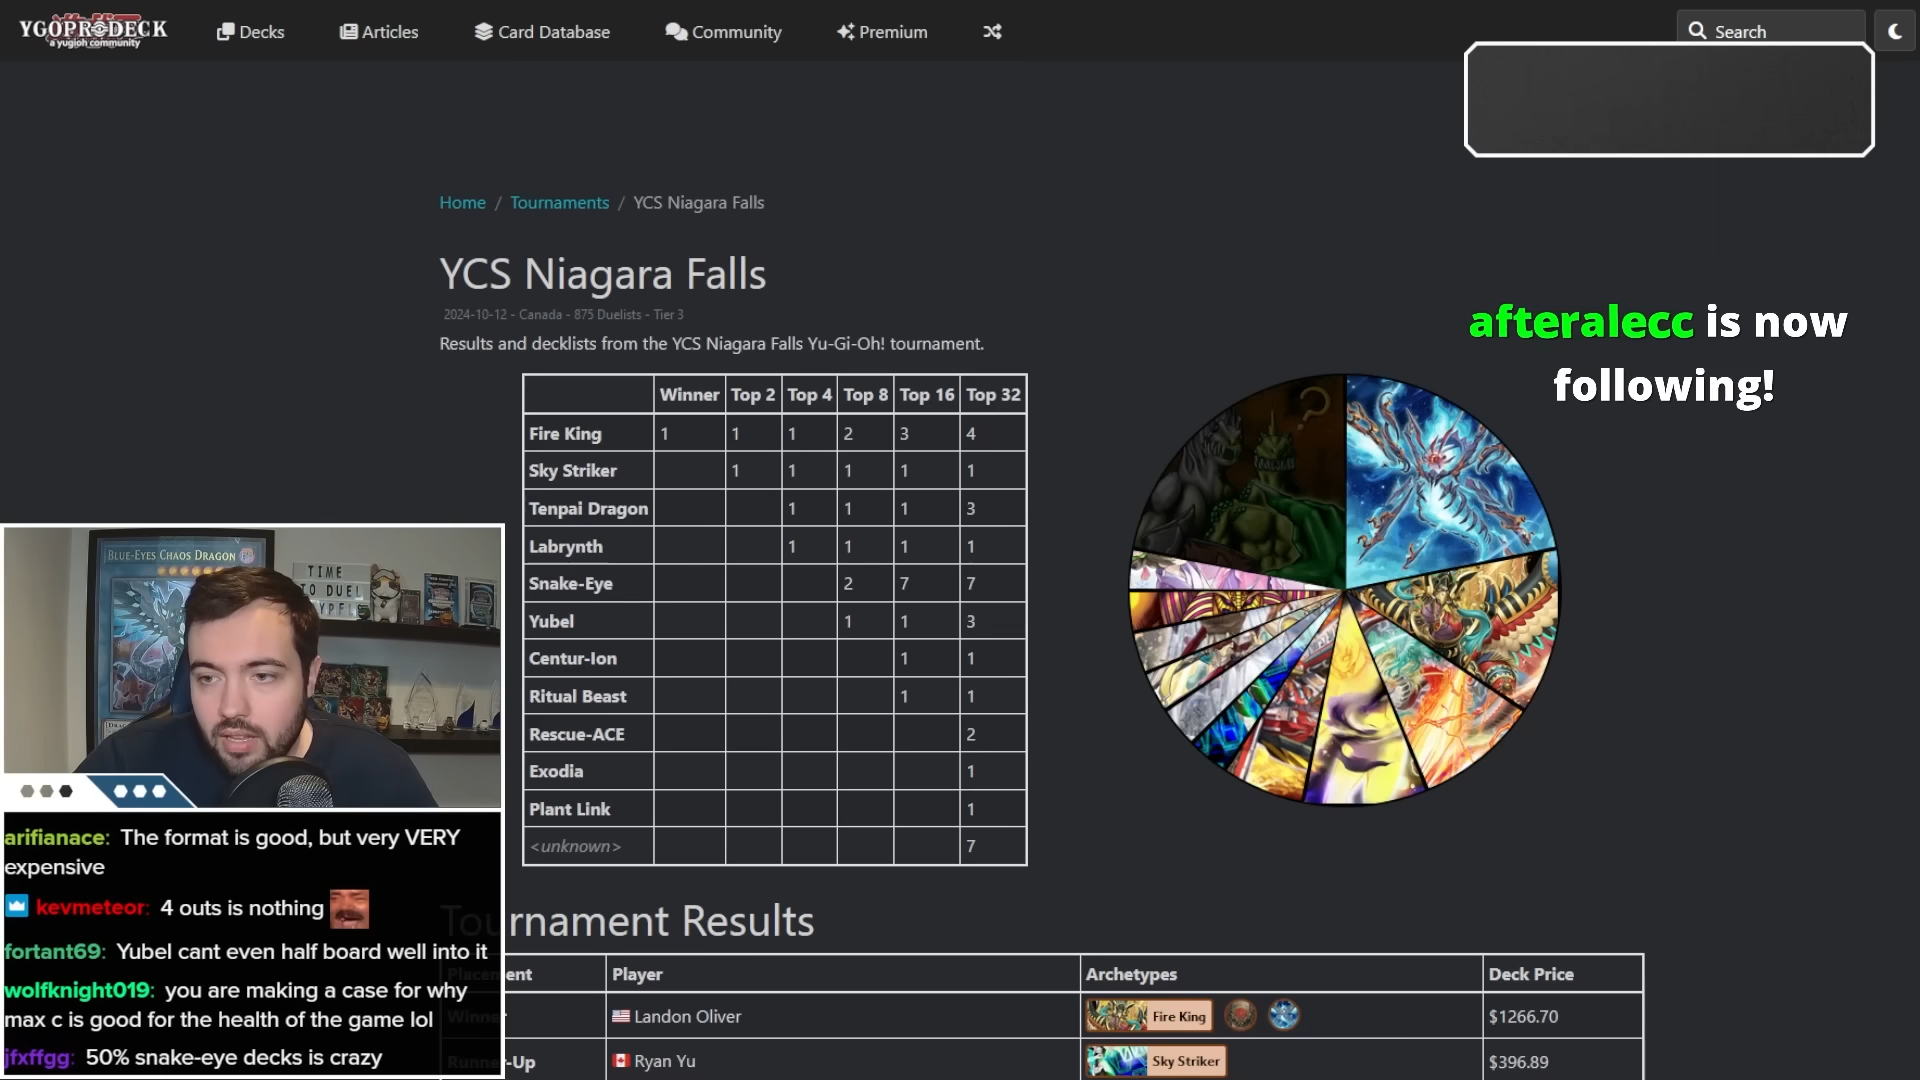 YGOPRODECK
a yugioh community
Decks
Articles
Card Database
Community
Premium
Search
Home / Tournaments / YCS Niagara Falls
YCS Niagara Falls
2024-10-12 - Canada - 875 Duelists - Tier 3
Results and decklists from the YCS Niagara Falls Yu-Gi-Oh! tournament.
afteralecc is now
following!
Winner Top 2 Top 4 Top 8 Top 16 Top 32
Fire King 1 1 1 2 3 4
Sky Striker 1 1 1 1 1
Tenpai Dragon 1 1 1 3
Labrynth 1 1 1 1
Snake-Eye 2 7 7
Yubel 1 1 3
Centur-Ion 1 1
Ritual Beast 1 1
Rescue-ACE 2
Exodia 1
Plant Link 1
<unknown> 7
BLUE-EYES CHAOS DRAGON
TIME
TO DUEL
arifianace: The format is good, but very VERY
expensive
kevmeteor: 4 outs is nothing
fortant69: Yubel cant even half board well into it
wolfknight019: you are making a case for why
max c is good for the health of the game lol
jfxffgg: 50% snake-eye decks is crazy
Tournament Results
Placement Player Archetypes Deck Price
Winner Landon Oliver Fire King $1266.70
Runner-Up Ryan Yu Sky Striker $396.89